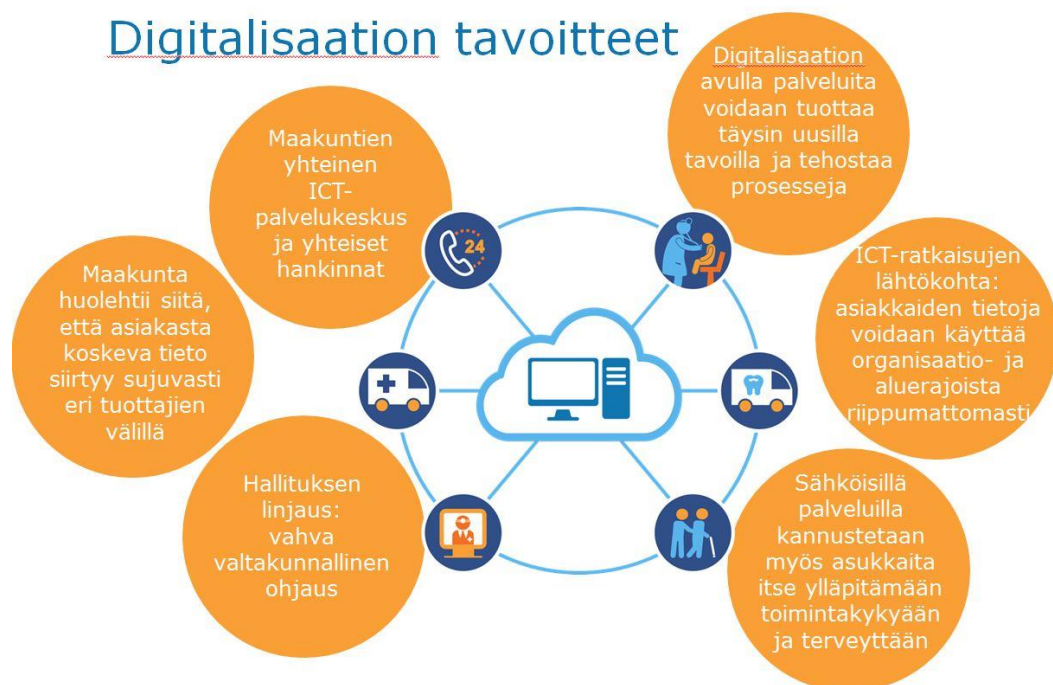 Digitalisaation tavoitteet
Digitalisaation
avulla palveluita
voidaan tuottaa
täysin uusilla
tavoilla ja tehostaa
prosesseja
Maakuntien
yhteinen
ICT-
palvelukeskus
ja yhteiset
hankinnat
24
ICT-ratkaisujen
lähtökohta:
asiakkaiden tietoja
voidaan käyttää
organisaatio- ja
aluerajoista
riippumattomasti
Maakunta
huolehtii siitä,
että asiakasta
koskeva tieto
siirtyy sujuvasti
eri tuottajien
välillä
Hallituksen
linjaus:
vahva
valtakunnallinen
ohjaus
Sähköisillä
palveluilla
kannustetaan
myös asukkaita
itse ylläpitämään
toimintakykyään
ja terveyttään